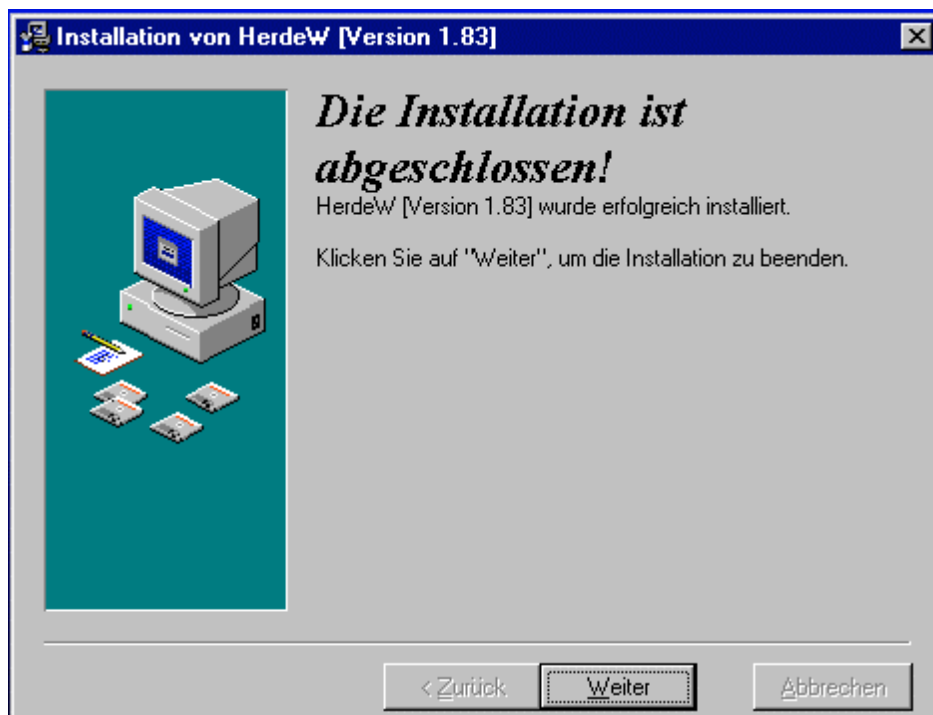 Installation von HerdeW [Version 1.83]
Die Installation ist
abgeschlossen!
HerdeW [Version 1.83] wurde erfolgreich installiert.
Klicken Sie auf "Weiter", um die Installation zu beenden.
< Zurück
Weiter
Abbrechen